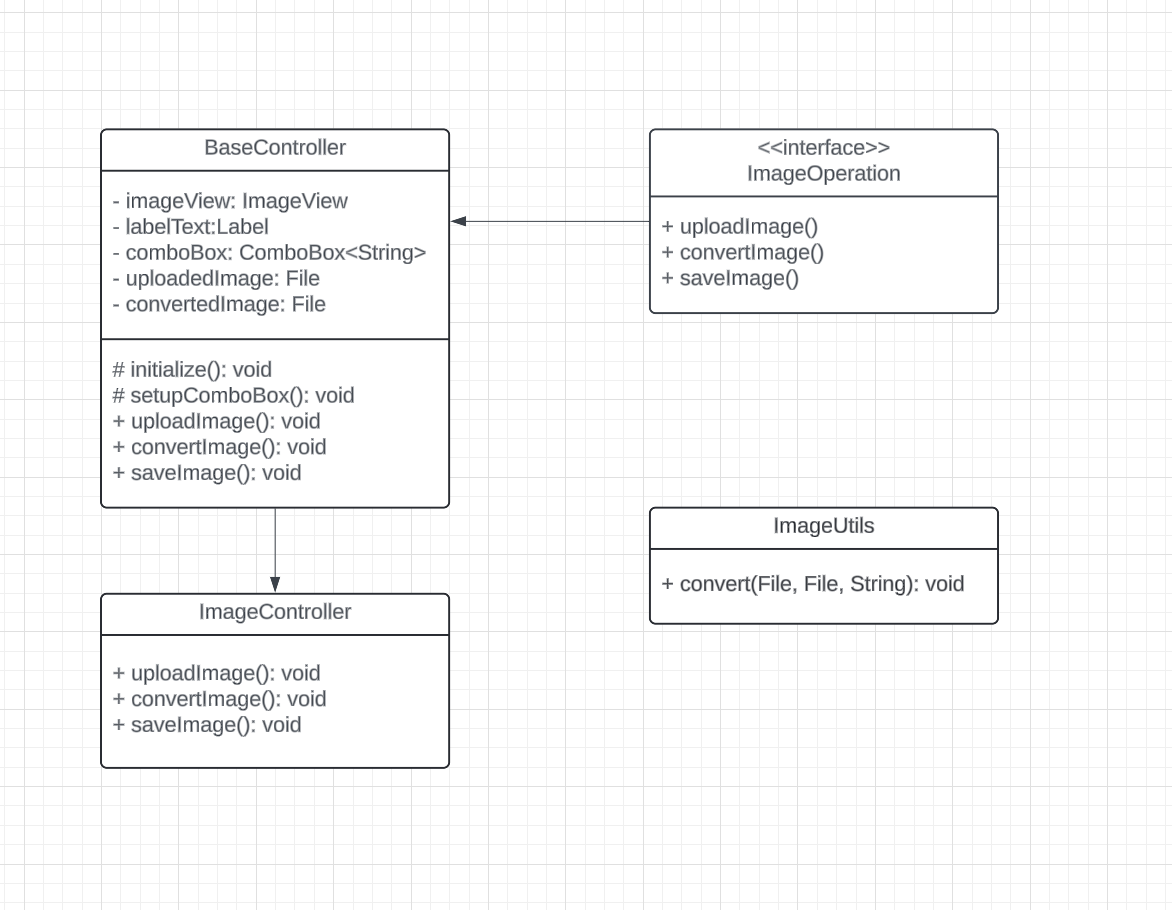 BaseController
- imageView: ImageView
- labelText:Label
- comboBox: ComboBox<String>
- uploadedImage: File
- convertedImage: File
# initialize(): void
# setupComboBox(): void
+ uploadImage(): void
+ convertImage(): void
+ saveImage(): void
<<interface>>
ImageOperation
+ uploadImage()
+ convertImage()
+ saveImage()
ImageController
+ uploadImage(): void
+ convertImage(): void
+ saveImage(): void
ImageUtils
+ convert(File, File, String): void